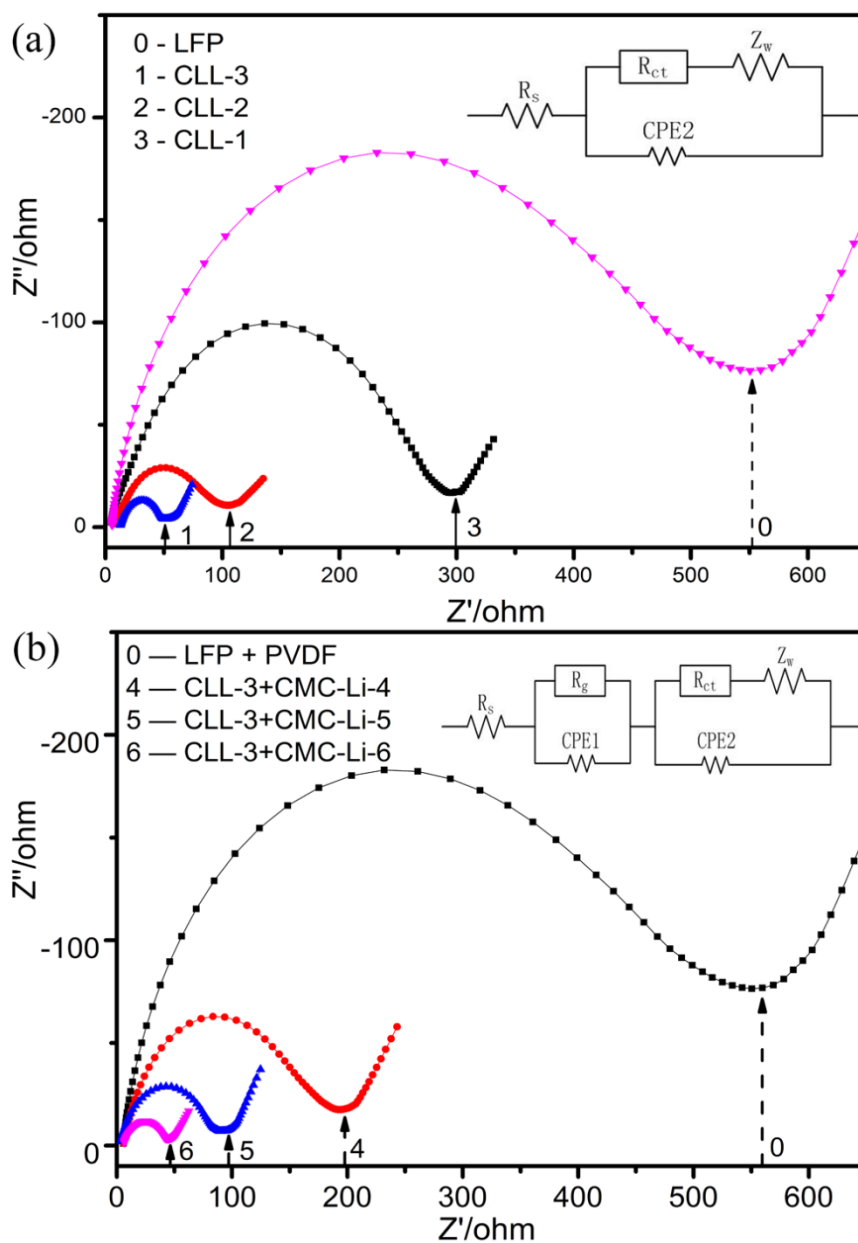 (a)
0 - LFP
1 - CLL-3
2 - CLL-2
3 - CLL-1
Rs
Rct
Zw
CPE2
-200
-100
0
Z"/ohm
1
2
3
0
0
100
200
300
400
500
600
Z'/ohm
(b)
0 — LFP + PVDF
4 — CLL-3+CMC-Li-4
5 — CLL-3+CMC-Li-5
6 — CLL-3+CMC-Li-6
Rs
Rg
CPE1
Rct
Zw
CPE2
-200
-100
0
Z"/ohm
6
5
4
0
0
100
200
300
400
500
600
Z'/ohm